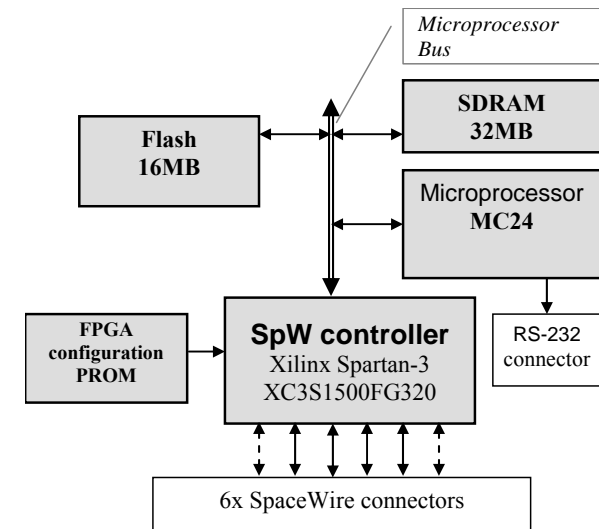 Microprocessor
Bus
SDRAM
32MB
Flash
16MB
Microprocessor
MC24
SpW controller
Xilinx Spartan-3
XC3S1500FG320
FPGA
configuration
PROM
RS-232
connector
6x SpaceWire connectors